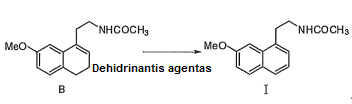 NHCOCH3 NHCOCH3
MeO MeO
Dehidrinantis agentas
B I